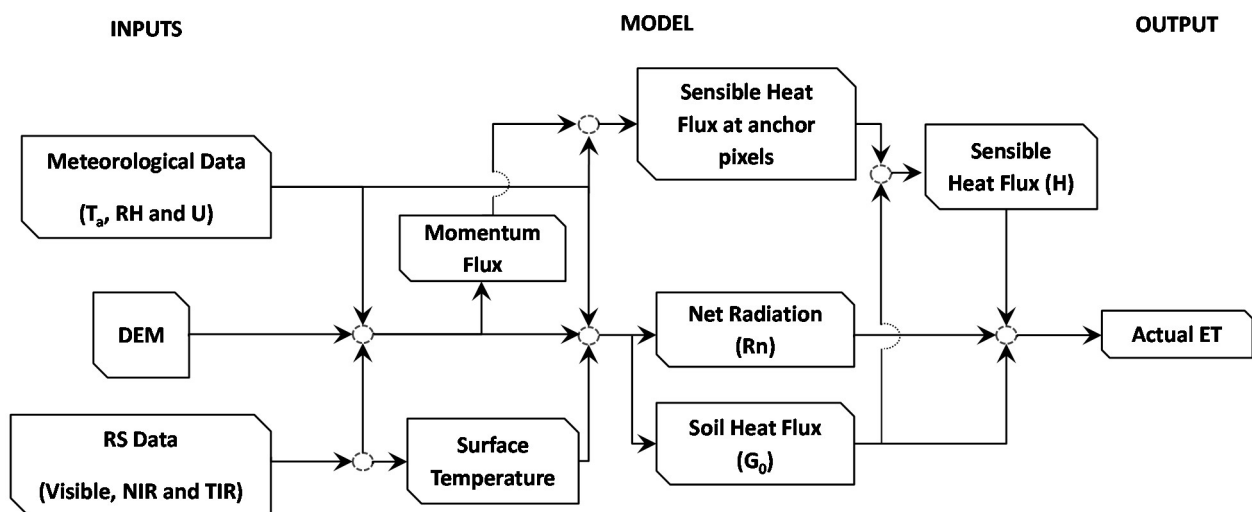 INPUTS
MODEL
OUTPUT
Meteorological Data
(Tₐ, RH and U)
DEM
RS Data
(Visible, NIR and TIR)
Momentum
Flux
Surface
Temperature
Sensible Heat
Flux at anchor
pixels
Net Radiation
(Rn)
Soil Heat Flux
(G₀)
Sensible
Heat Flux (H)
Actual ET